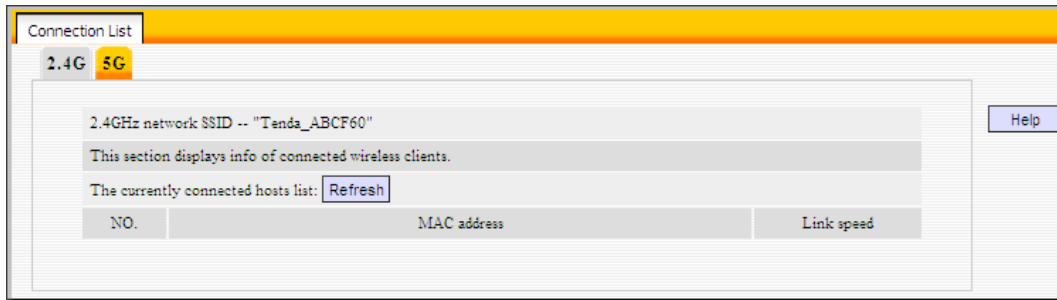 Connection List
2.4G 5G
2.4GHz network SSID -- "Tenda_ABCF60"
Help
This section displays info of connected wireless clients.
The currently connected hosts list: Refresh
NO. MAC address Link speed